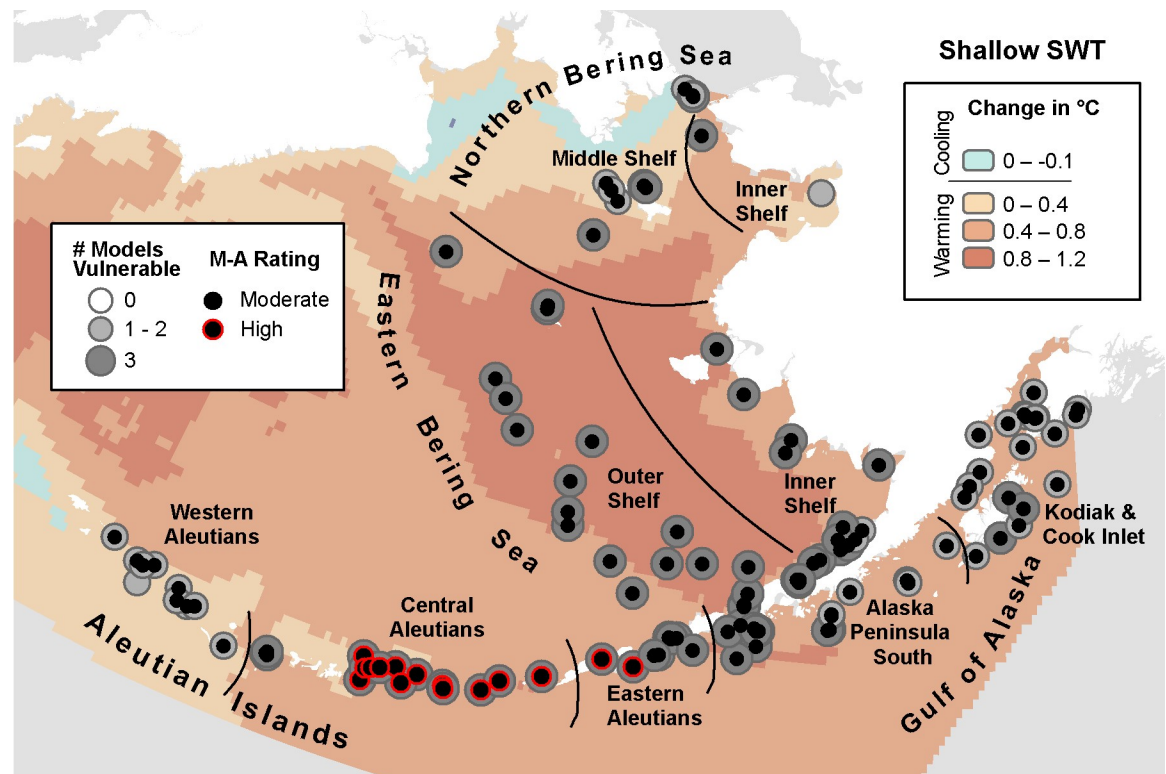 Shallow SWT
Change in °C
Cooling
0 – -0.1
Warming
0 – 0.4
0.4 – 0.8
0.8 – 1.2
# Models
Vulnerable
0
1 - 2
3
M-A Rating
Moderate
High
Northern Bering Sea
Middle Shelf
Inner
Shelf
Eastern Bering Sea
Outer
Shelf
Inner
Shelf
Western
Aleutians
Central
Aleutians
Eastern
Aleutians
Aleutian Islands
Alaska
Peninsula
South
Kodiak &
Cook Inlet
Gulf of Alaska